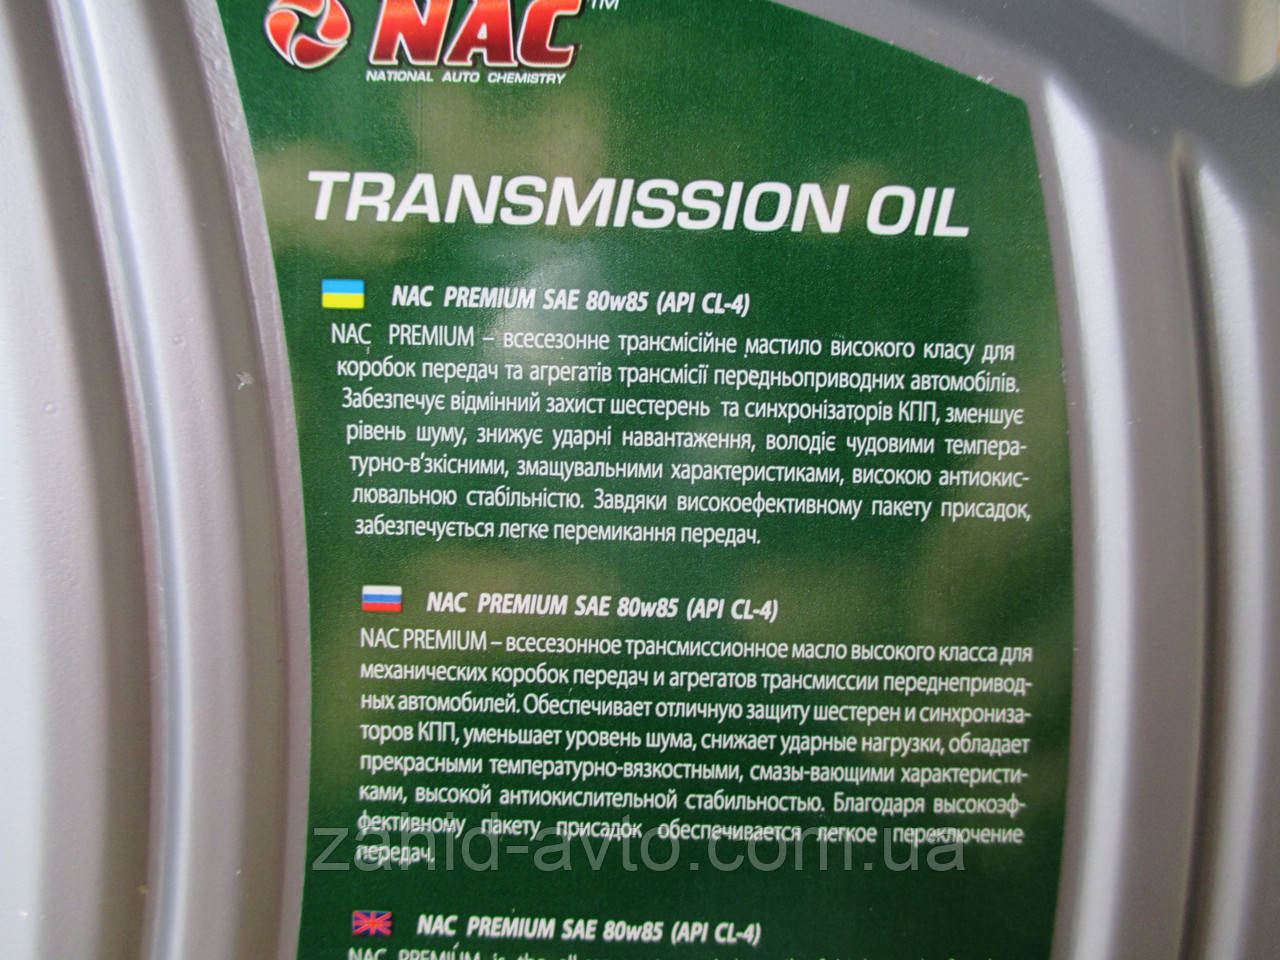 NAC™
NATIONAL AUTO CHEMISTRY
TRANSMISSION OIL
NAC PREMIUM SAE 80w85 (API CL-4)
NAC PREMIUM – всесезонне трансмісійне мастило високого класу для
коробок передач та агрегатів трансмісії передньоприводних автомобілів.
Забезпечує відмінний захист шестерень та синхронізаторів КПП, зменшує
рівень шуму, знижує ударні навантаження, володіє чудовими темпера-
турно-в'зкісними, змащувальними характеристиками, високою антиокис-
лювальною стабільністю. Завдяки високоефективному пакету присадок,
забезпечується легке перемикання передач.
NAC PREMIUM SAE 80w85 (API CL-4)
NAC PREMIUM – всесезонное трансмиссионное масло высокого класса для
механических коробок передач и агрегатов трансмиссии переднепривод-
ных автомобилей. Обеспечивает отличную защиту шестерен и синхрониза-
торов КПП, уменьшает уровень шума, снижает ударные нагрузки, обладает
прекрасными температурно-вязкостными, смазы-вающими характеристи-
ками, высокой антиокислительной стабильностью. Благодаря высокоэф-
фективному пакету присадок обеспечивается легкое переключение
передач.
zahid-avto.com.ua
NAC PREMIUM SAE 80w85 (API CL-4)
NAC PREMIUM is the